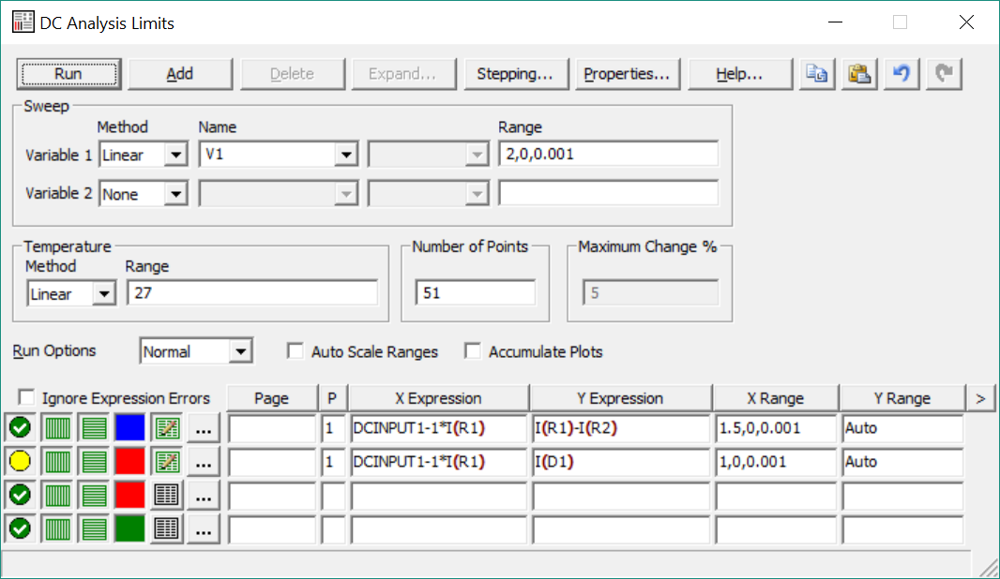 DC Analysis Limits
Run Add Delete Expand... Stepping... Properties... Help...
Sweep
Method Name Range
Variable 1 Linear V1 2,0,0.001
Variable 2 None
Temperature Number of Points Maximum Change %
Method Range
Linear 27 51 5
Run Options Normal Auto Scale Ranges Accumulate Plots
Ignore Expression Errors Page P X Expression Y Expression X Range Y Range >
... 1 DCINPUT1-1*I(R1) I(R1)-I(R2) 1.5,0,0.001 Auto
... 1 DCINPUT1-1*I(R1) I(D1) 1,0,0.001 Auto
...
...